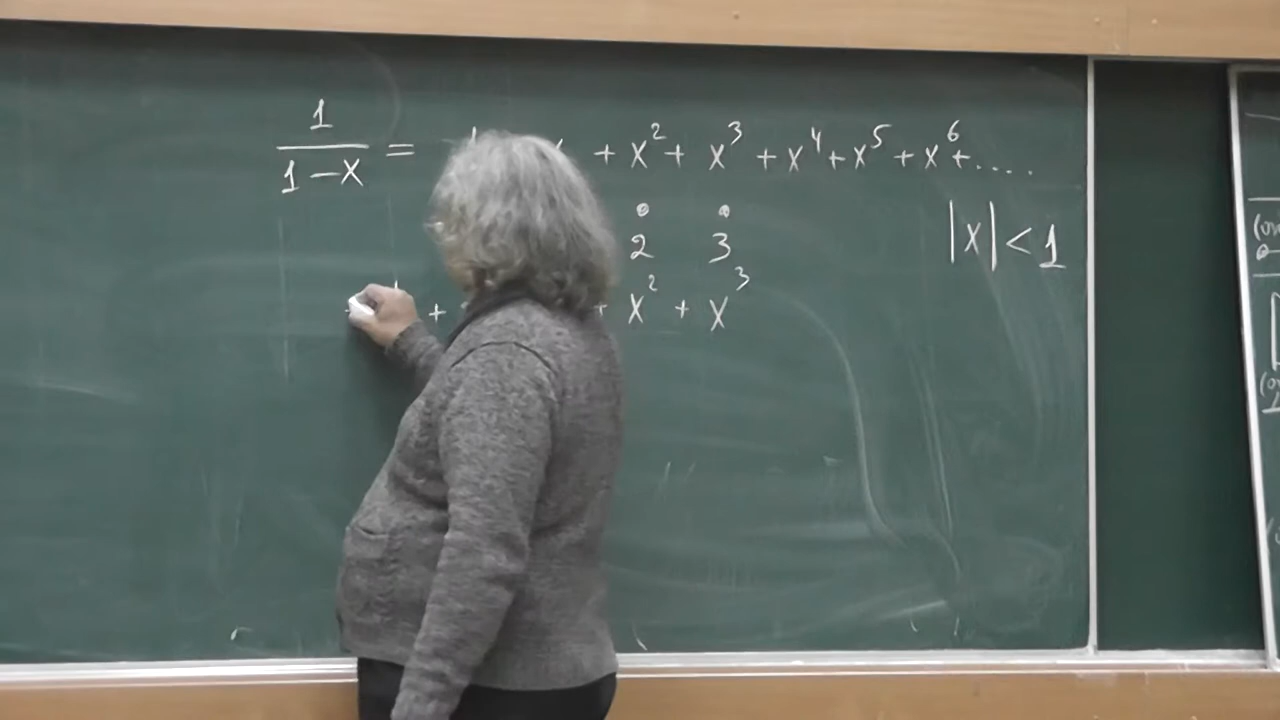 1
1 - x = + x² + x³ + x⁴ + x⁵ + x⁶ + ....
2 3
|x| < 1
+ + x² + x³